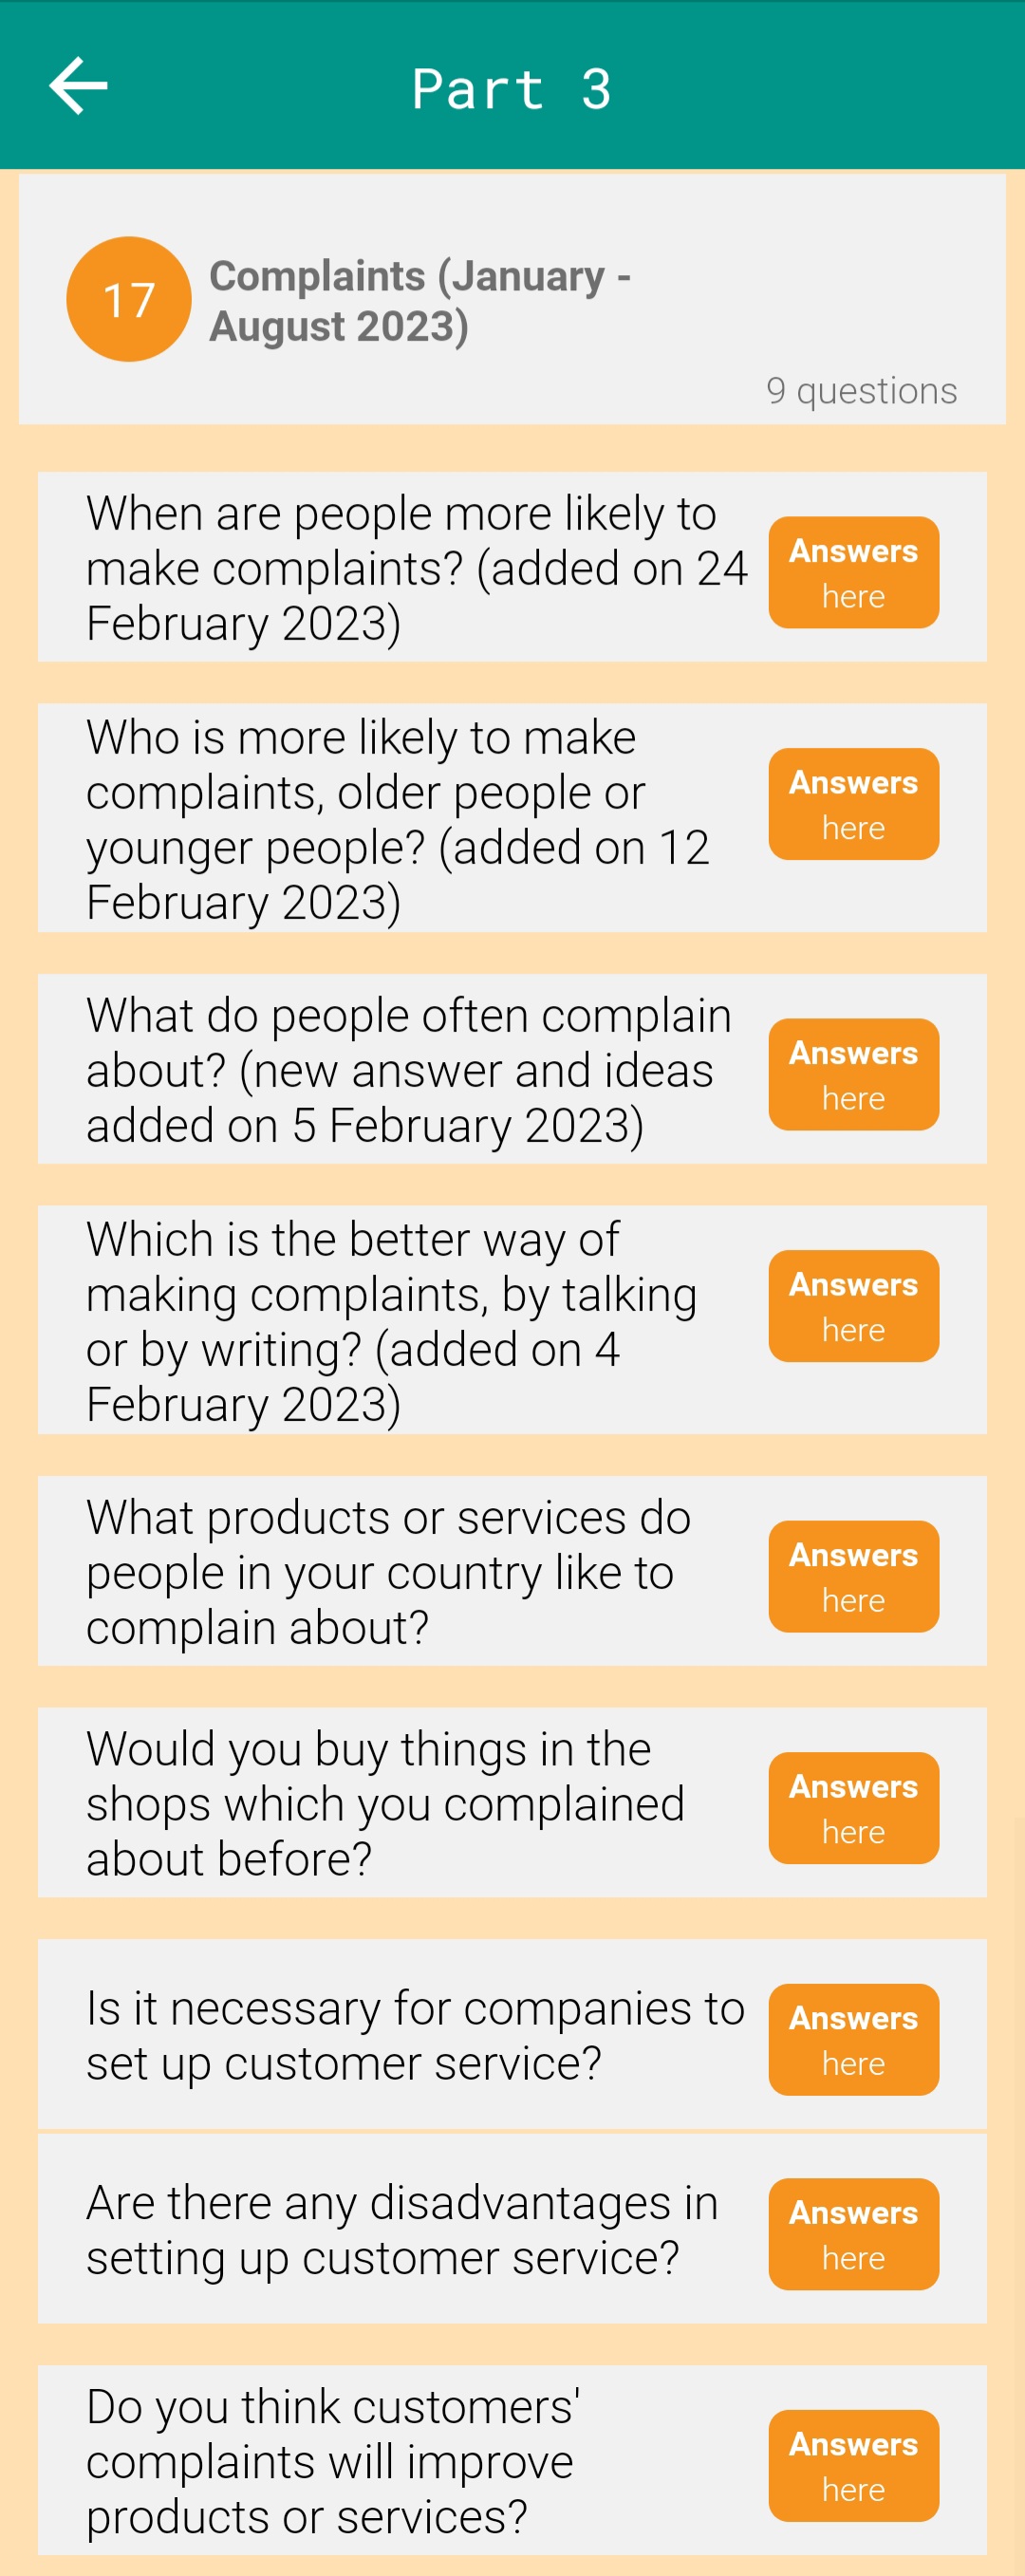 Part 3
17
Complaints (January -
August 2023)
9 questions
When are people more likely to
make complaints? (added on 24
February 2023)
Answers
here
Who is more likely to make
complaints, older people or
younger people? (added on 12
February 2023)
Answers
here
What do people often complain
about? (new answer and ideas
added on 5 February 2023)
Answers
here
Which is the better way of
making complaints, by talking
or by writing? (added on 4
February 2023)
Answers
here
What products or services do
people in your country like to
complain about?
Answers
here
Would you buy things in the
shops which you complained
about before?
Answers
here
Is it necessary for companies to
set up customer service?
Answers
here
Are there any disadvantages in
setting up customer service?
Answers
here
Do you think customers'
complaints will improve
products or services?
Answers
here